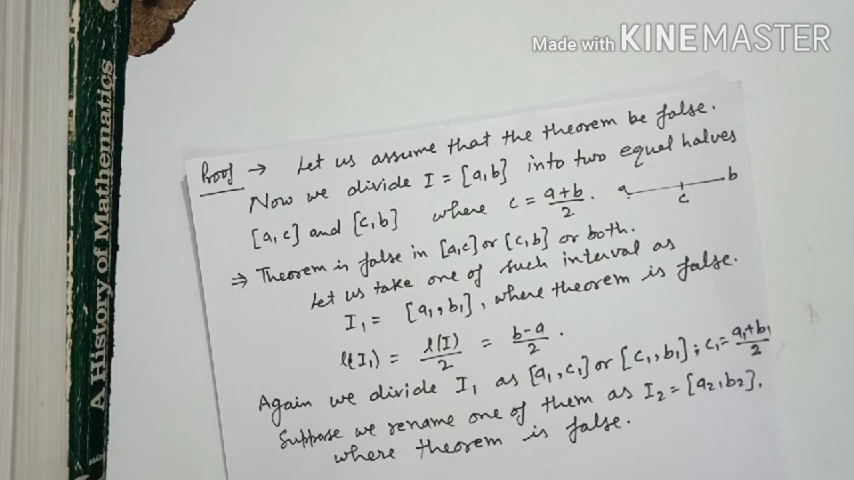 Made with KINEMASTER
A History of Mathematics
Proof → Let us assume that the theorem be false.
Now we divide I = [a,b] into two equal halves
[a,c] and [c,b] where c = (a+b)/2.
a c b
⇒ Theorem is false in [a,c] or [c,b] or both.
Let us take one of such interval as
I₁ = [a₁,b₁], where theorem is false.
l(I₁) = l(I)/2 = (b-a)/2.
Again we divide I₁ as [a₁,c₁] or [c₁,b₁]; c₁ = (a₁+b₁)/2
Suppose we rename one of them as I₂ = [a₂,b₂],
where theorem is false.